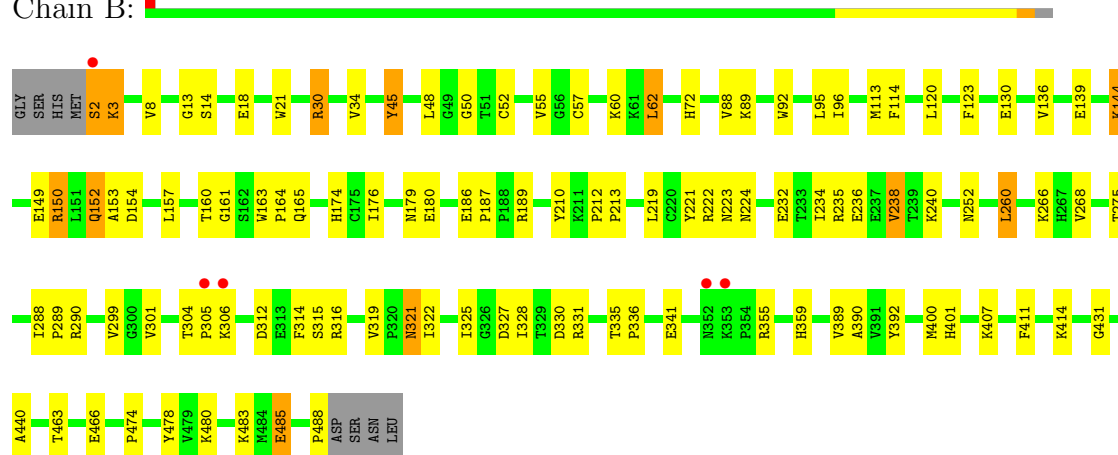 Chain B:
GLY SER HIS MET S2 K3 V8 G13 S14 E18 W21 R30 V34 Y45 L48 G49 G50 T51 C52 V55 G56 C57 K60 K61 L62 H72 V88 K89 W92 L95 I96 M113 F114 L120 F123 E130 V136 E139 K144
E149 R150 L151 Q152 A153 D154 L157 T160 G161 S162 W163 P164 Q165 H174 C175 I176 N179 E180 E186 P187 P188 R189 Y210 K211 P212 P213 L219 C220 Y221 R222 N223 N224 E232 T233 I234 R235 E236 E237 V238 T239 K240 N252 L260 K266 H267 V268 T275
I288 P289 R290 V299 G300 V301 T304 P305 K306 D312 E313 F314 S315 R316 V319 P320 N321 I322 I325 G326 D327 I328 T329 D330 R331 T335 P336 E341 N352 K353 P354 R355 H359 V389 A390 V391 Y392 M400 H401 K407 F411 K414 G431
A440 T463 E466 P474 Y478 V479 K480 K483 M484 E485 P488 ASP SER ASN LEU